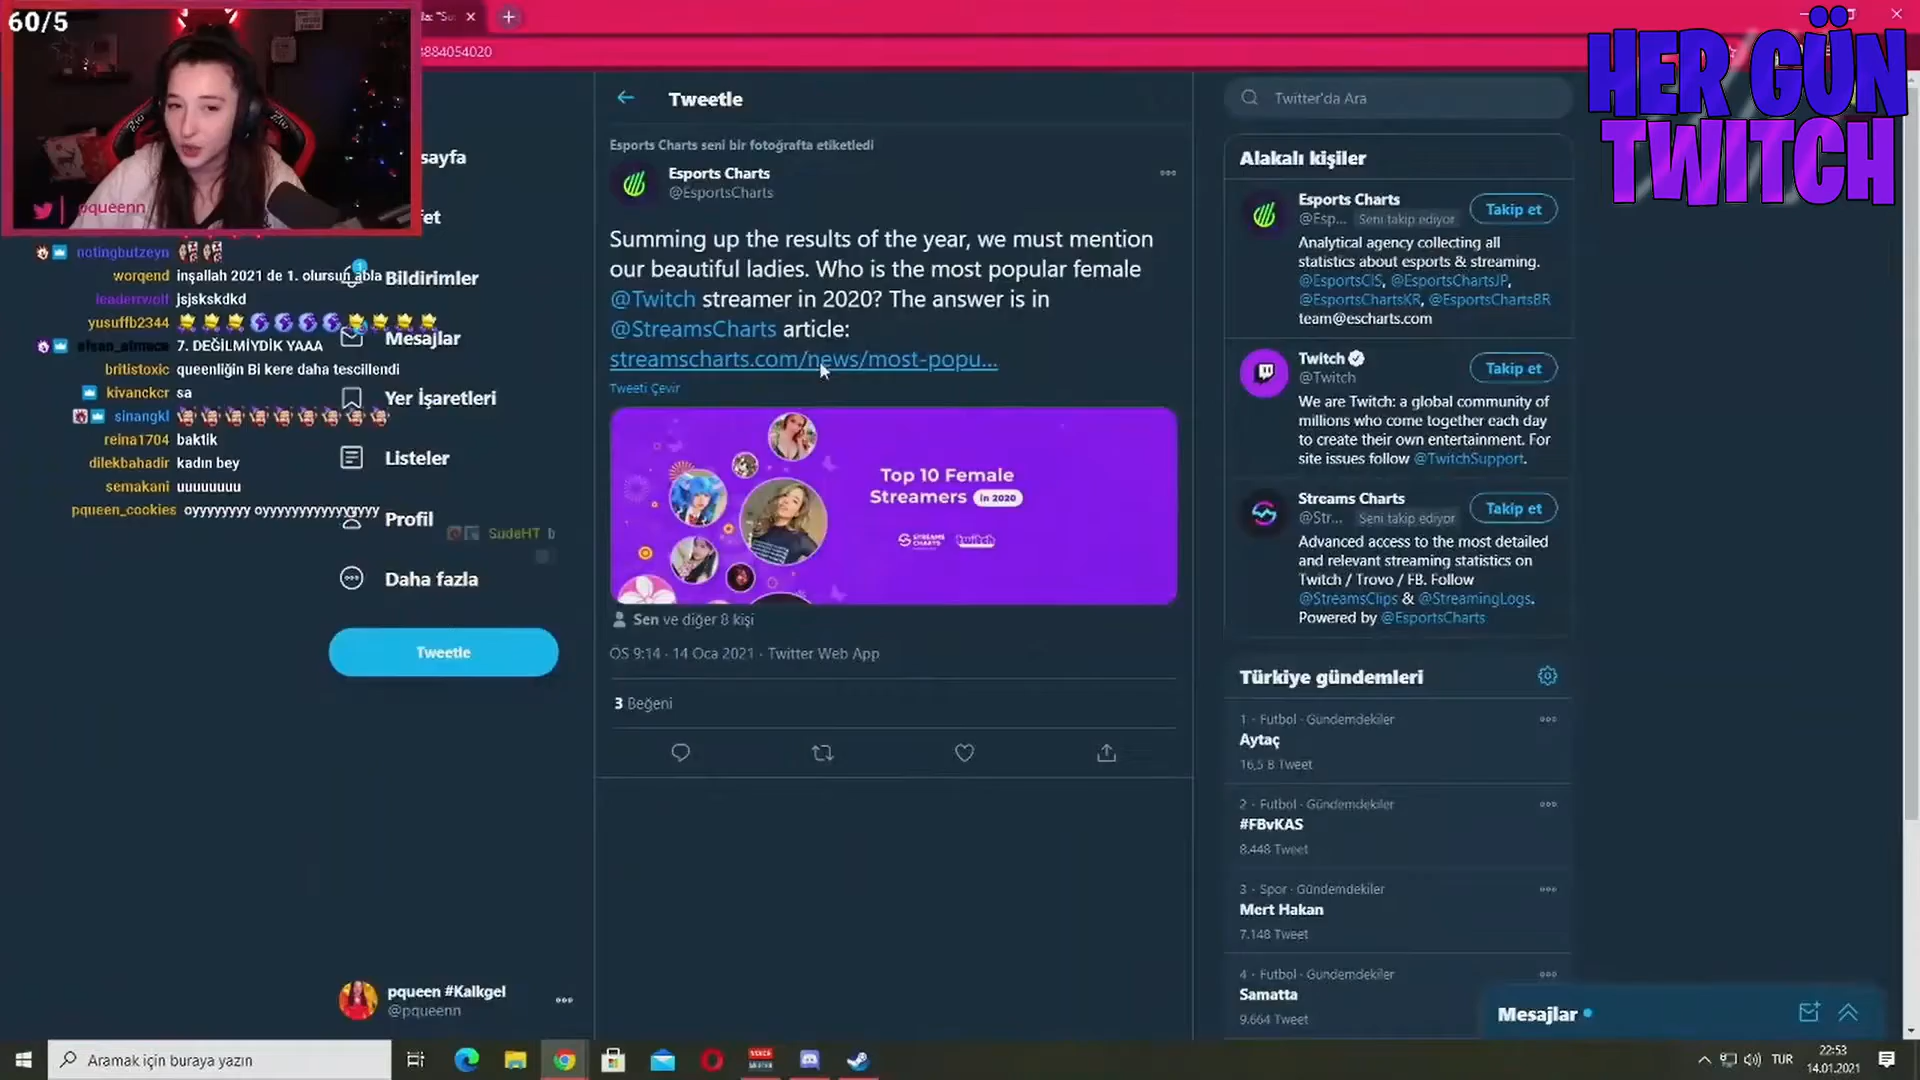 60/5
HER GÜN
TWITCH
8884054020
pqueenn
notingbutzeyn
worqend inşallah 2021 de 1. olursun abla
leaderrwolf jsjskskdkd
yusuffb2344
7. DEĞİLMİYDİK YAAA
britistoxic queenliğin Bi kere daha tescillendi
kivanckcr sa
sinangkl
reina1704 baktik
dilekbahadir kadın bey
semakani uuuuuuu
pqueen_cookies
SudeHT b
sayfa
fet
1
Bildirimler
Mesajlar
Yer İşaretleri
Listeler
Profil
Daha fazla
Tweetle
pqueen #Kalkgel
@pqueenn
Tweetle
Esports Charts seni bir fotoğrafta etiketledi
Esports Charts
@EsportsCharts
Summing up the results of the year, we must mention
our beautiful ladies. Who is the most popular female
@Twitch streamer in 2020? The answer is in
@StreamsCharts article:
streamscharts.com/news/most-popu...
Tweeti Çevir
Top 10 Female
Streamers in 2020
STREAMS CHARTS twitch
Sen ve diğer 8 kişi
ÖS 9:14 · 14 Oca 2021 · Twitter Web App
3 Beğeni
Twitter'da Ara
Alakalı kişiler
Esports Charts
@Esp... Seni takip ediyor
Takip et
Analytical agency collecting all
statistics about esports & streaming.
@EsportsCIS, @EsportsChartsJP,
@EsportsChartsKR, @EsportsChartsBR
team@escharts.com
Twitch
@Twitch
Takip et
We are Twitch: a global community of
millions who come together each day
to create their own entertainment. For
site issues follow @TwitchSupport.
Streams Charts
@Str... Seni takip ediyor
Takip et
Advanced access to the most detailed
and relevant streaming statistics on
Twitch / Trovo / FB. Follow
@StreamsClips & @StreamingLogs.
Powered by @EsportsCharts
Türkiye gündemleri
1 · Futbol · Gündemdekiler
Aytaç
16,5 B Tweet
2 · Futbol · Gündemdekiler
#FBvKAS
8.448 Tweet
3 · Spor · Gündemdekiler
Mert Hakan
7.148 Tweet
4 · Futbol · Gündemdekiler
Samatta
9.664 Tweet
Mesajlar
Aramak için buraya yazın
TUR
22:53
14.01.2021